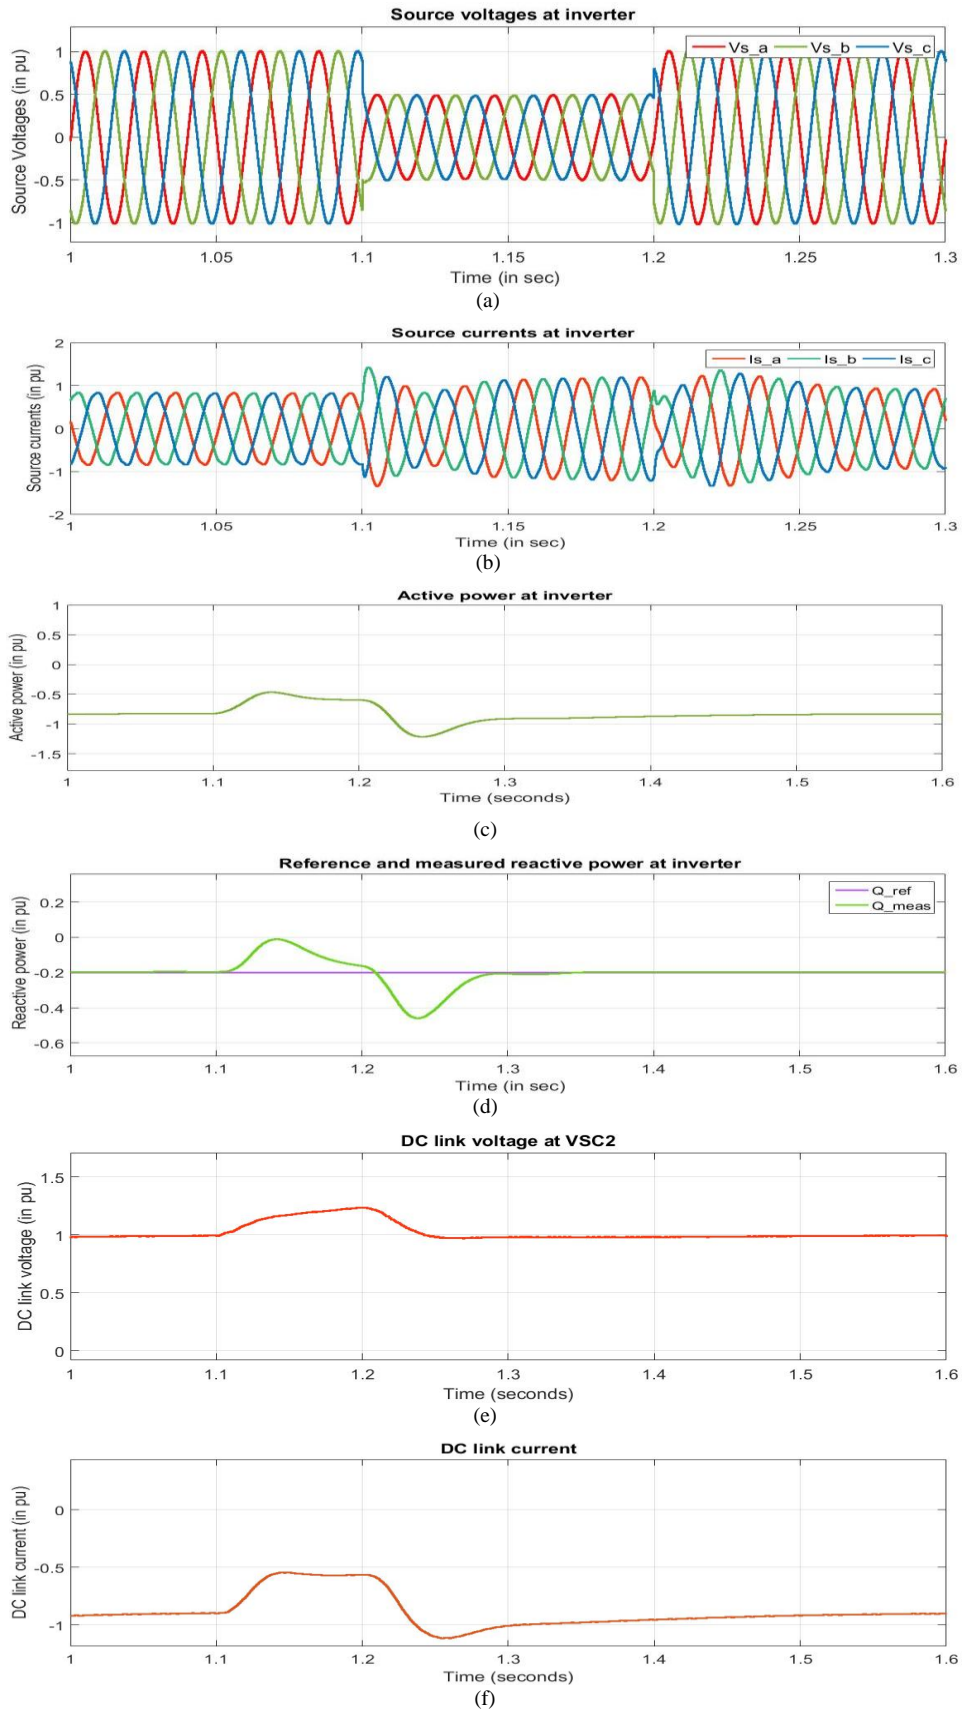 Source voltages at inverter
Vs_a Vs_b Vs_c
Source Voltages (in pu)
1
0.5
0
-0.5
-1
1 1.05 1.1 1.15 1.2 1.25 1.3
Time (in sec)
(a)
Source currents at inverter
Is_a Is_b Is_c
Source currents (in pu)
2
1
0
-1
-2
1 1.05 1.1 1.15 1.2 1.25 1.3
Time (in sec)
(b)
Active power at inverter
Active power (in pu)
1
0.5
0
-0.5
-1
-1.5
1 1.1 1.2 1.3 1.4 1.5 1.6
Time (seconds)
(c)
Reference and measured reactive power at inverter
Q_ref
Q_meas
Reactive power (in pu)
0.2
0
-0.2
-0.4
-0.6
1 1.1 1.2 1.3 1.4 1.5 1.6
Time (in sec)
(d)
DC link voltage at VSC2
DC link voltage (in pu)
1.5
1
0.5
0
1 1.1 1.2 1.3 1.4 1.5 1.6
Time (seconds)
(e)
DC link current
DC link current (in pu)
0
-0.5
-1
1 1.1 1.2 1.3 1.4 1.5 1.6
Time (seconds)
(f)